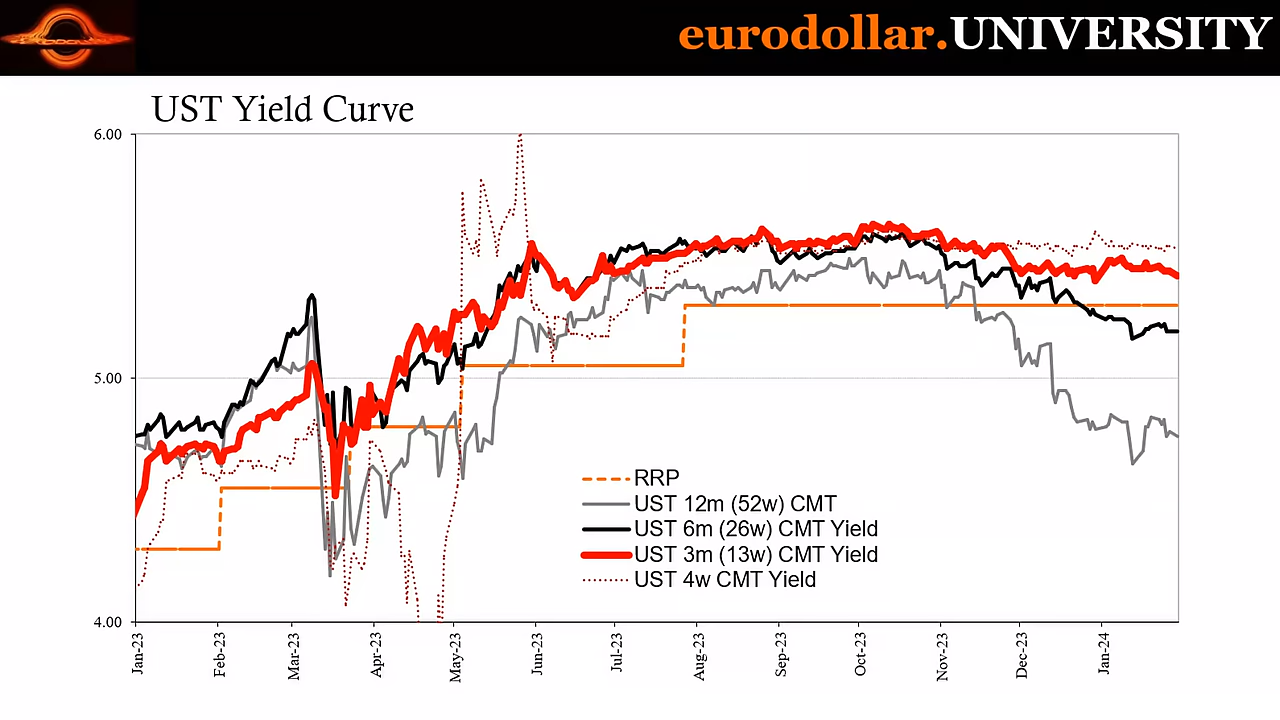 eurodollar.UNIVERSITY
UST Yield Curve
6.00
5.00
4.00
RRP
UST 12m (52w) CMT
UST 6m (26w) CMT Yield
UST 3m (13w) CMT Yield
UST 4w CMT Yield
Jan-23
Feb-23
Mar-23
Apr-23
May-23
Jun-23
Jul-23
Aug-23
Sep-23
Oct-23
Nov-23
Dec-23
Jan-24